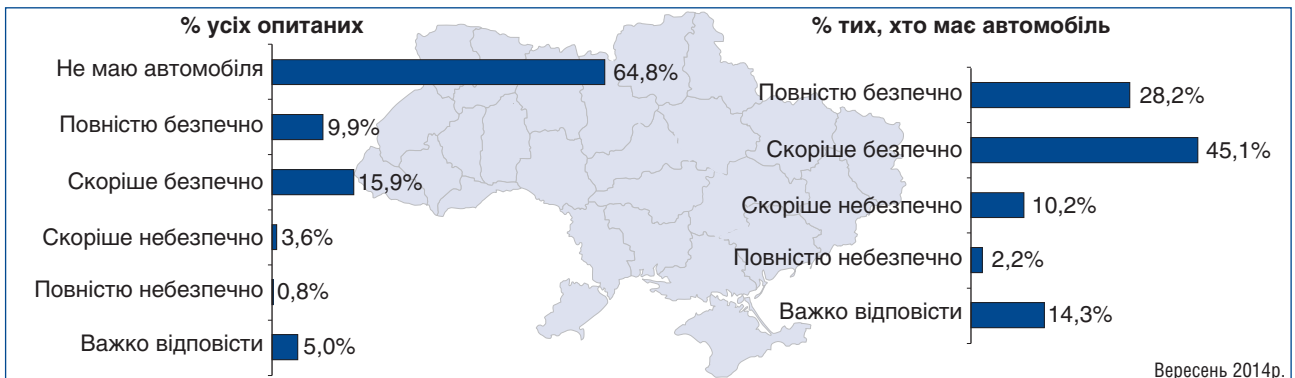 % усіх опитаних
Не маю автомобіля 64,8%
Повністю безпечно 9,9%
Скоріше безпечно 15,9%
Скоріше небезпечно 3,6%
Повністю небезпечно 0,8%
Важко відповісти 5,0%
% тих, хто має автомобіль
Повністю безпечно 28,2%
Скоріше безпечно 45,1%
Скоріше небезпечно 10,2%
Повністю небезпечно 2,2%
Важко відповісти 14,3%
Вересень 2014р.